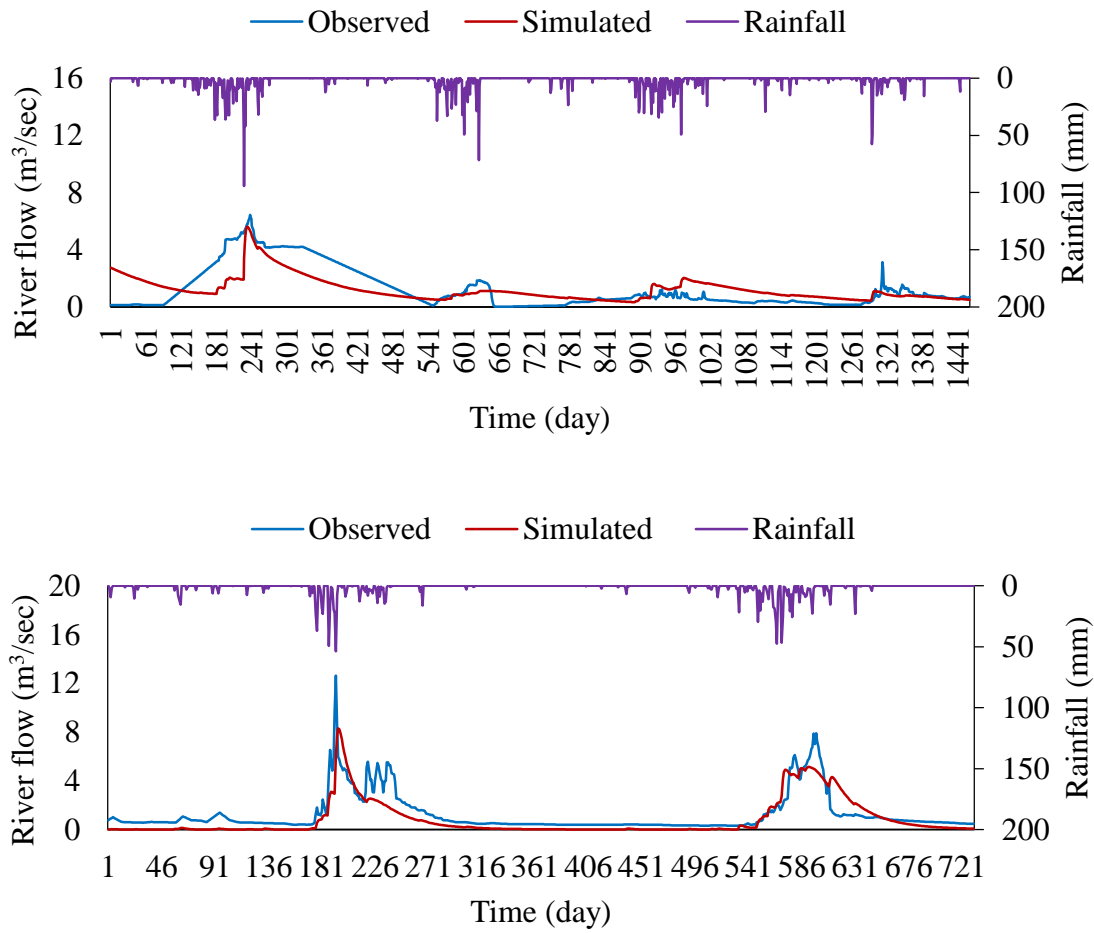 Observed Simulated Rainfall
16 0
12 50
8 100
4 150
0 200
River flow (m³/sec)
Rainfall (mm)
1 61 121 181 241 301 361 421 481 541 601 661 721 781 841 901 961 1021 1081 1141 1201 1261 1321 1381 1441
Time (day)
Observed Simulated Rainfall
20 0
16 50
12 100
8 150
4 200
0
River flow (m³/sec)
Rainfall (mm)
1 46 91 136 181 226 271 316 361 406 451 496 541 586 631 676 721
Time (day)